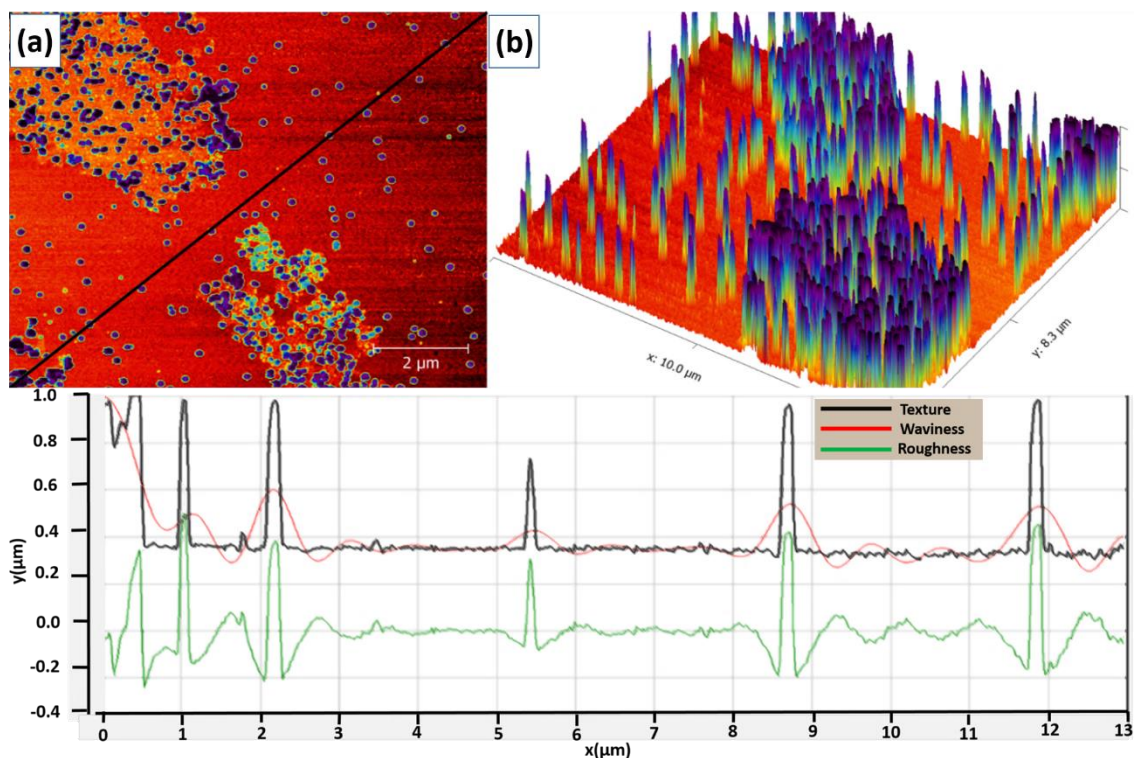 (a)
(b)
2 μm
x: 10.0 μm
y: 8.3 μm
Texture
Waviness
Roughness
y(μm)
1.0
0.8
0.6
0.4
0.2
0.0
-0.2
-0.4
0 1 2 3 4 5 6 7 8 9 10 11 12 13
x(μm)